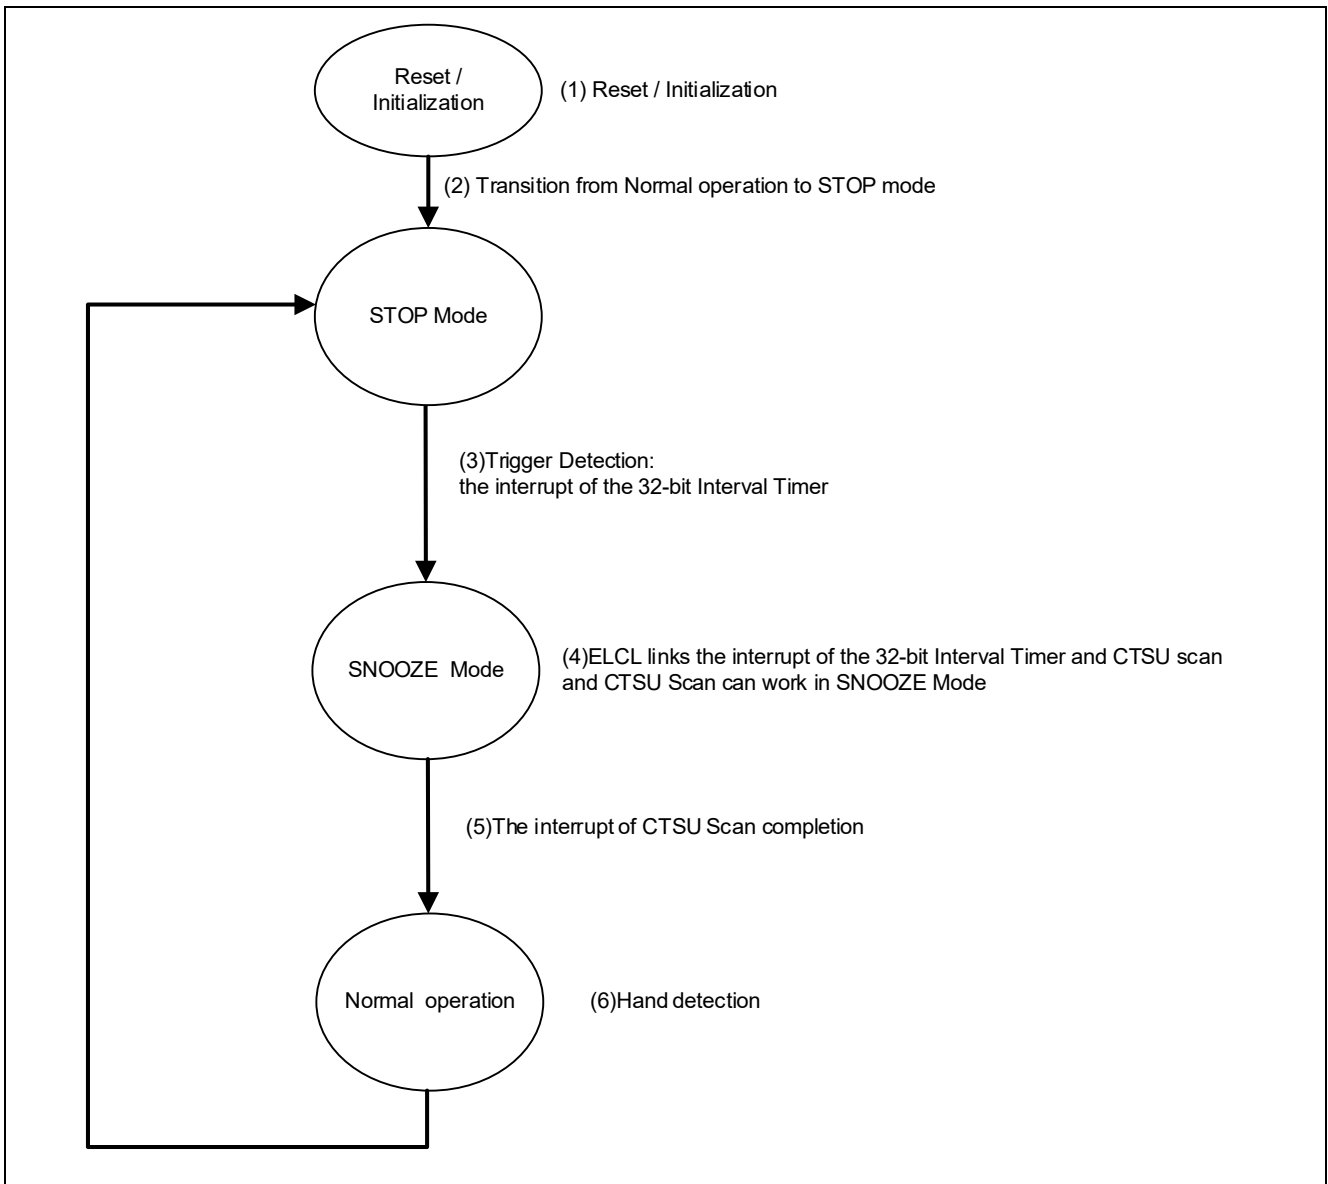 Reset /
Initialization
(1) Reset / Initialization
(2) Transition from Normal operation to STOP mode
STOP Mode
(3)Trigger Detection:
the interrupt of the 32-bit Interval Timer
SNOOZE Mode
(4)ELCL links the interrupt of the 32-bit Interval Timer and CTSU scan
and CTSU Scan can work in SNOOZE Mode
(5)The interrupt of CTSU Scan completion
Normal operation
(6)Hand detection